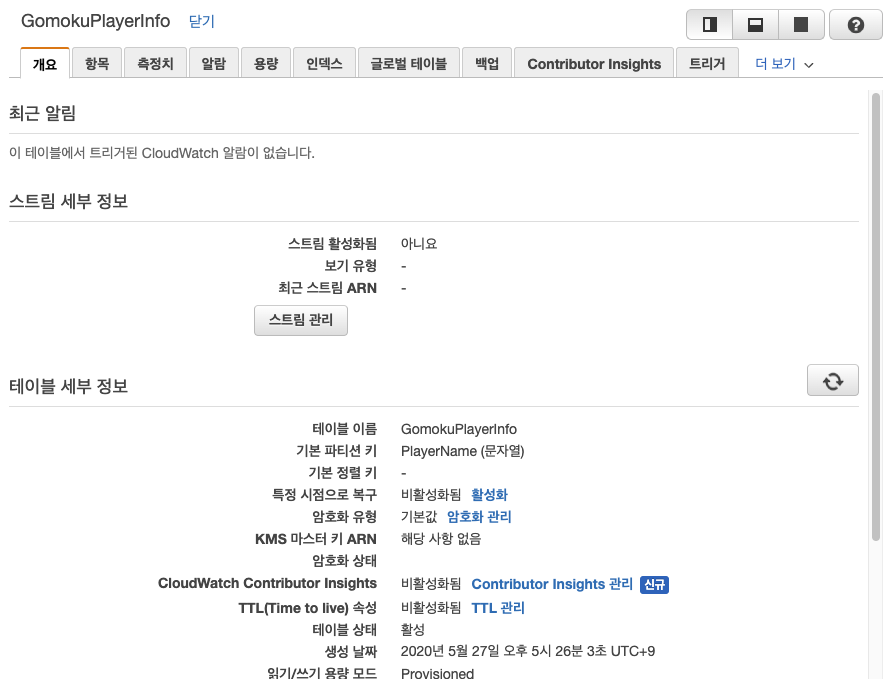 GomokuPlayerInfo 닫기
개요 항목 측정치 알람 용량 인덱스 글로벌 테이블 백업 Contributor Insights 트리거 더 보기
최근 알림
이 테이블에서 트리거된 CloudWatch 알람이 없습니다.
스트림 세부 정보
스트림 활성화됨 아니요
보기 유형 -
최근 스트림 ARN -
스트림 관리
테이블 세부 정보
테이블 이름 GomokuPlayerInfo
기본 파티션 키 PlayerName (문자열)
기본 정렬 키 -
특정 시점으로 복구 비활성화됨 활성화
암호화 유형 기본값 암호화 관리
KMS 마스터 키 ARN 해당 사항 없음
암호화 상태
CloudWatch Contributor Insights 비활성화됨 Contributor Insights 관리 신규
TTL(Time to live) 속성 비활성화됨 TTL 관리
테이블 상태 활성
생성 날짜 2020년 5월 27일 오후 5시 26분 3초 UTC+9
읽기/쓰기 용량 모드 Provisioned